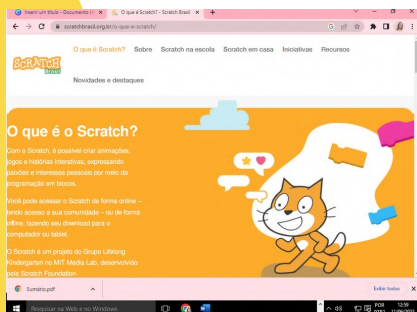 Inserir um título - Documento
O que é Scratch? - Scratch Brasil
scratchbrasil.org.br/o-que-e-scratch/
SCRATCH
Brasil
O que é Scratch? Sobre Scratch na escola Scratch em casa Iniciativas Recursos
Novidades e destaques
O que é o Scratch?
Com o Scratch, é possível criar animações,
jogos e histórias interativas, expressando
paixões e interesses pessoais por meio da
programação em blocos.
Você pode acessar o Scratch de forma online –
tendo acesso a sua comunidade – ou de forma
offline, fazendo seu download para o
computador ou tablet.
O Scratch é um projeto do Grupo Lifelong
Kindergarten no MIT Media Lab, desenvolvido
pela Scratch Foundation.
Sumário.pdf
Exibir todos
Pesquisar na Web e no Windows
POR
12:59